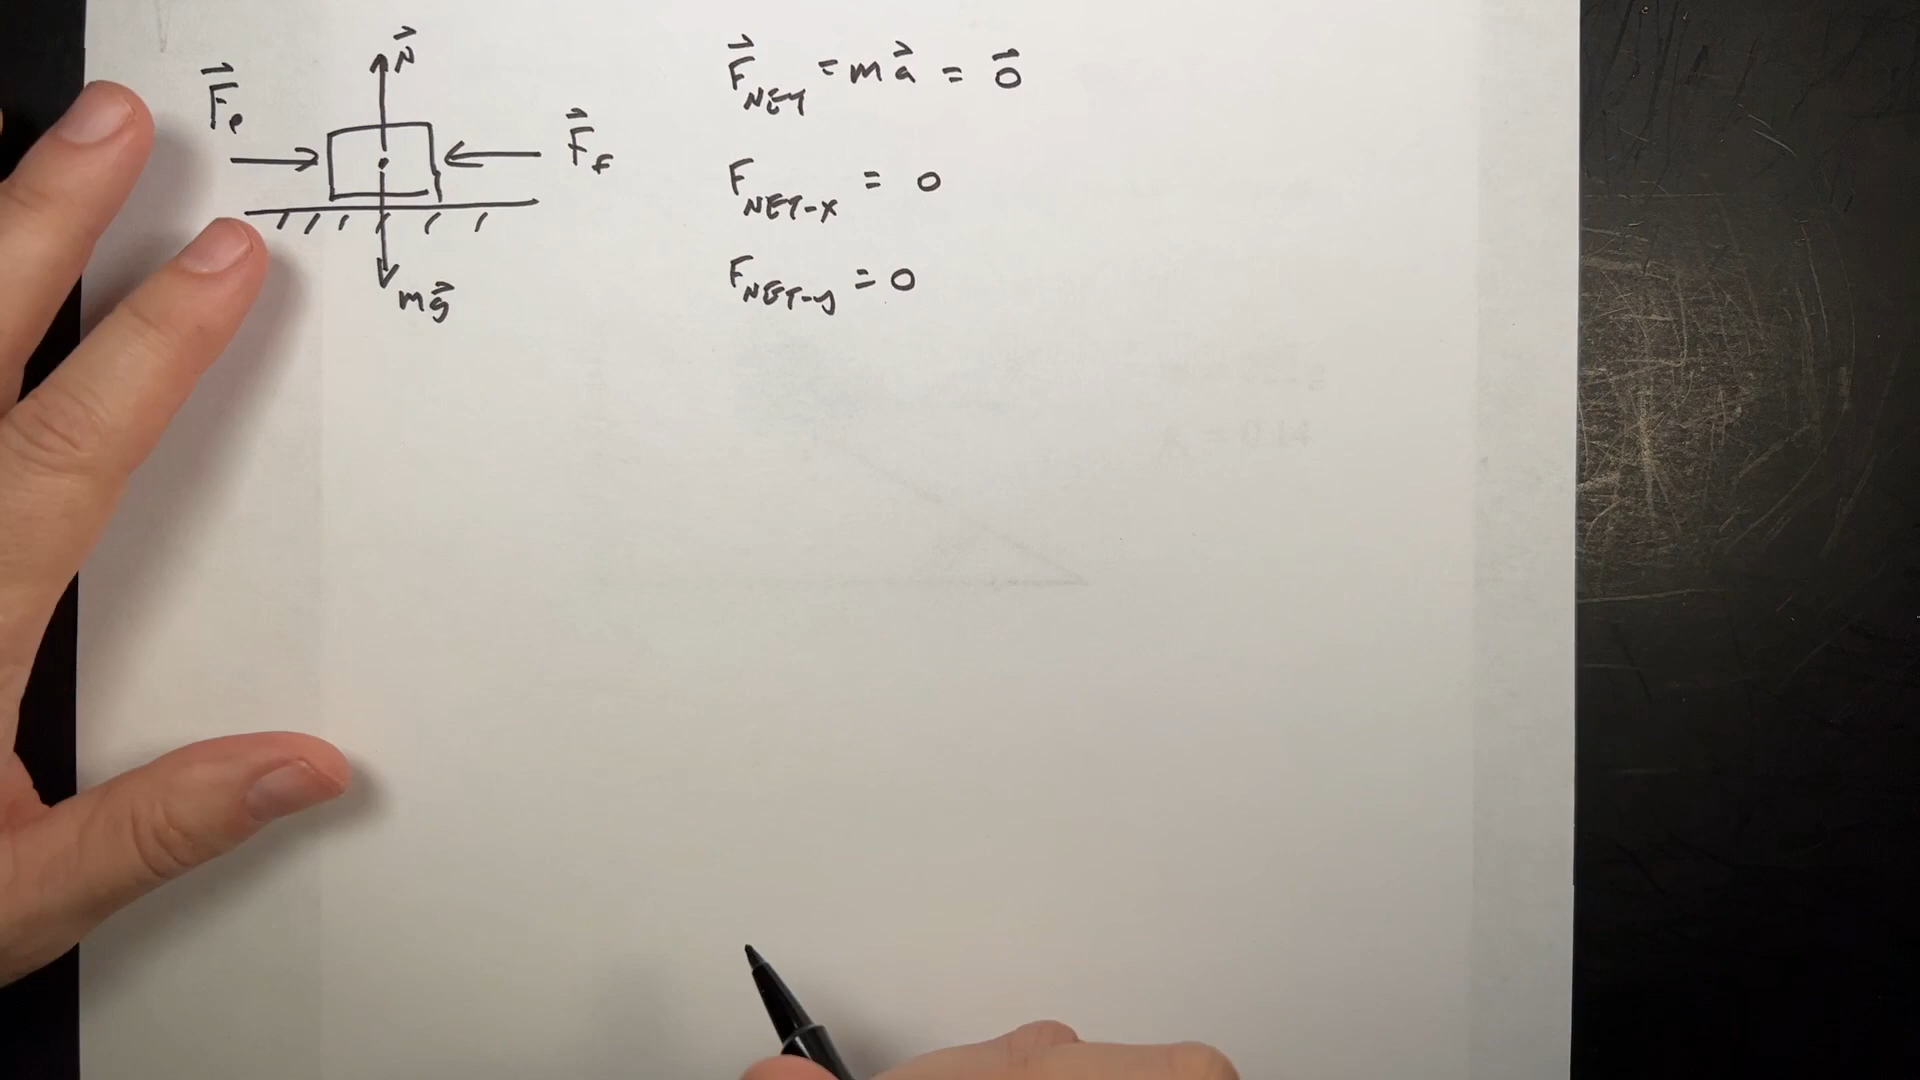 N⃗
F⃗ₚ
F⃗f
mg⃗
F⃗NET = ma⃗ = 0⃗
FNET-x = 0
FNET-y = 0